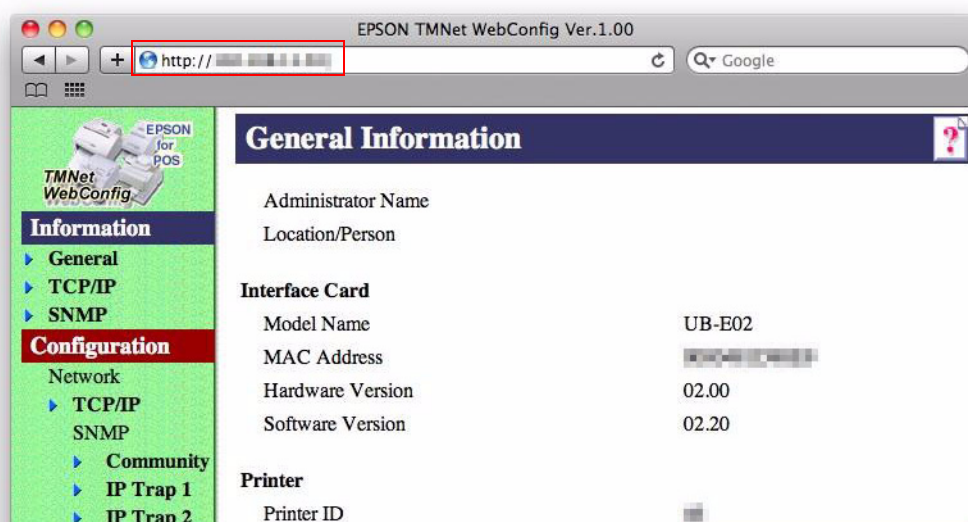 EPSON TMNet WebConfig Ver.1.00
http://
Google
EPSON
for
POS
TMNet
WebConfig
Information
General
TCP/IP
SNMP
Configuration
Network
TCP/IP
SNMP
Community
IP Trap 1
IP Trap 2
General Information
?
Administrator Name
Location/Person
Interface Card
Model Name UB-E02
MAC Address
Hardware Version 02.00
Software Version 02.20
Printer
Printer ID